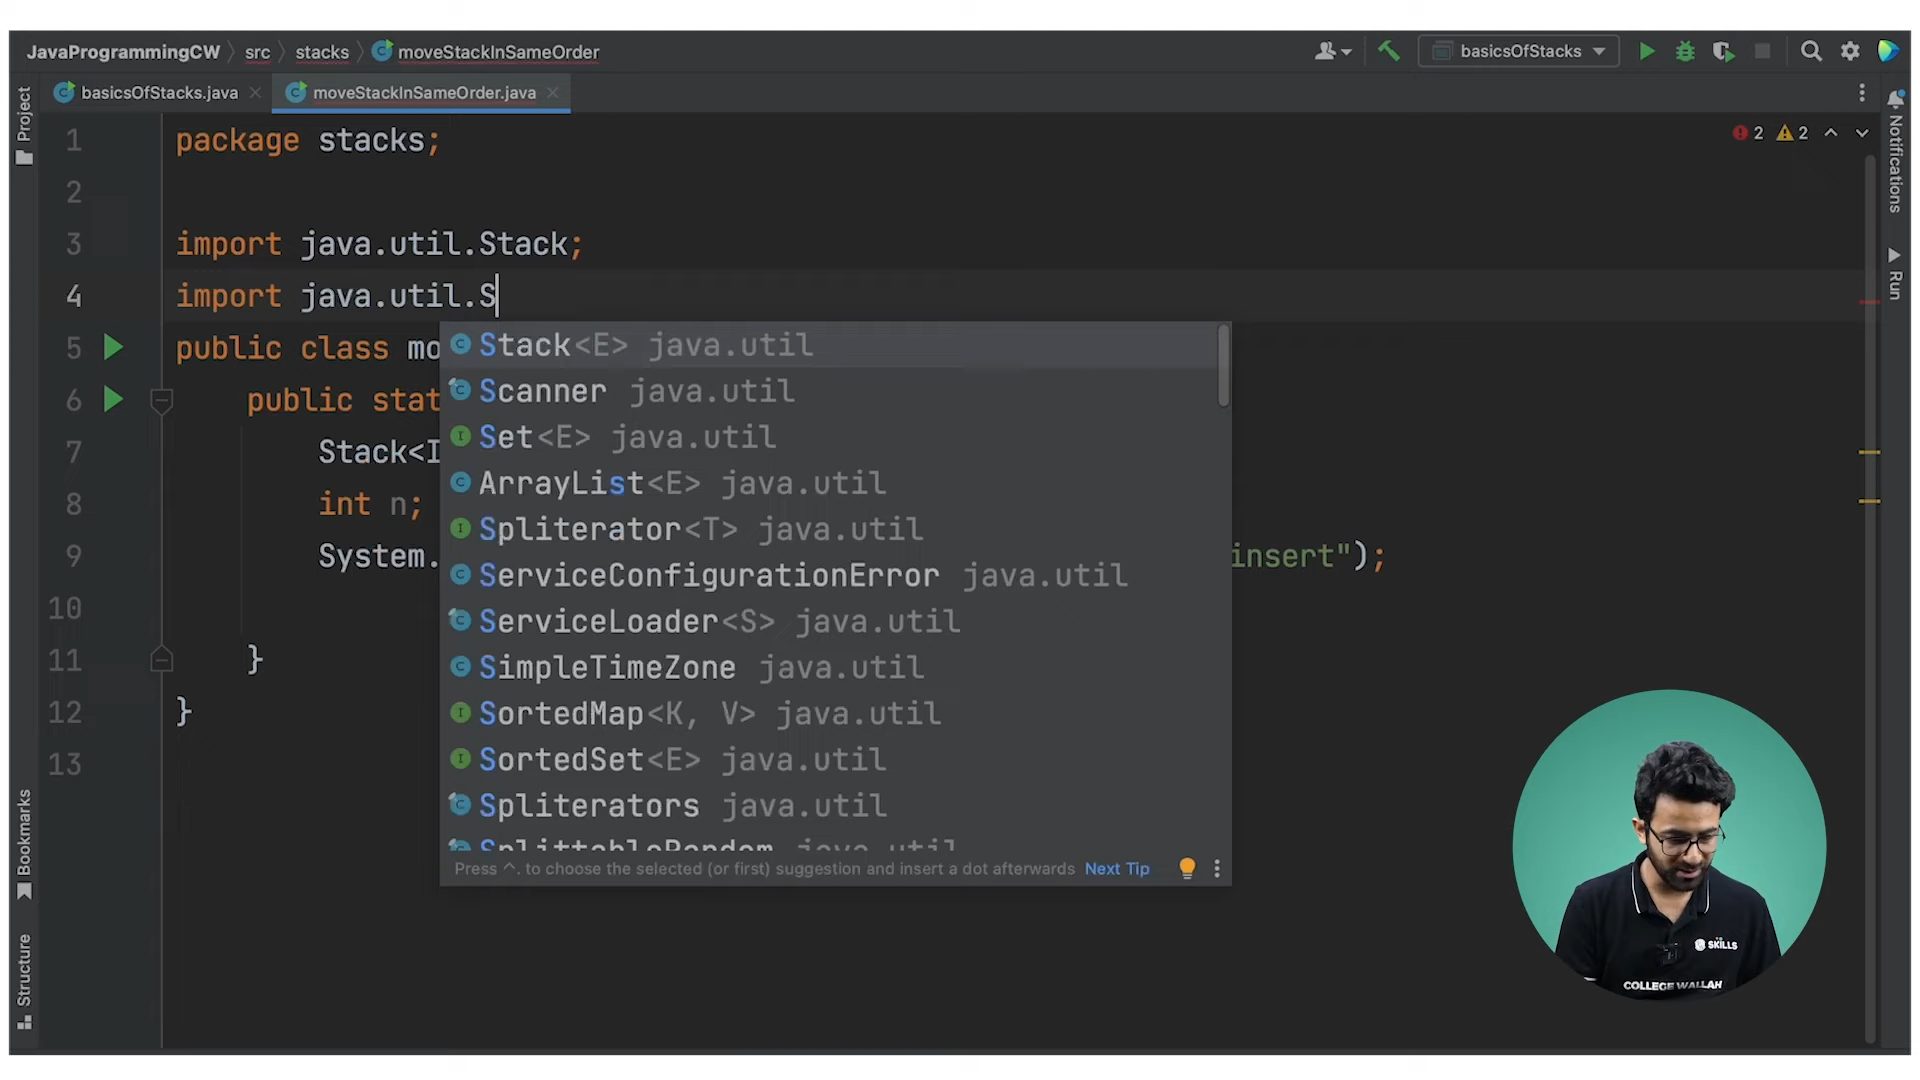 JavaProgrammingCW src stacks moveStackInSameOrder basicsOfStacks
basicsOfStacks.java moveStackInSameOrder.java
Project
Notifications
Run
Bookmarks
Structure
2 2
1 package stacks;
2
3 import java.util.Stack;
4 import java.util.S
5 public class mo
6 public stat
7 Stack<I
8 int n;
9 System. insert");
10
11 }
12 }
13
Stack<E> java.util
Scanner java.util
Set<E> java.util
ArrayList<E> java.util
Spliterator<T> java.util
ServiceConfigurationError java.util
ServiceLoader<S> java.util
SimpleTimeZone java.util
SortedMap<K, V> java.util
SortedSet<E> java.util
Spliterators java.util
SplittableRandom java.util
Press ^. to choose the selected (or first) suggestion and insert a dot afterwards Next Tip
SKILLS
COLLEGE WALLAH